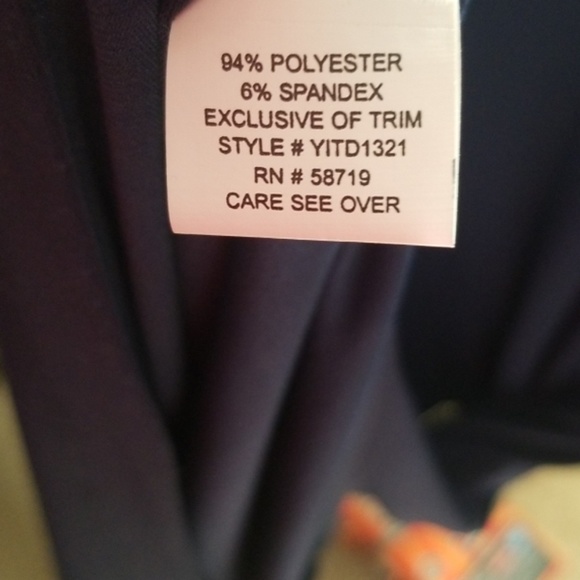 94% POLYESTER
6% SPANDEX
EXCLUSIVE OF TRIM
STYLE # YITD1321
RN # 58719
CARE SEE OVER